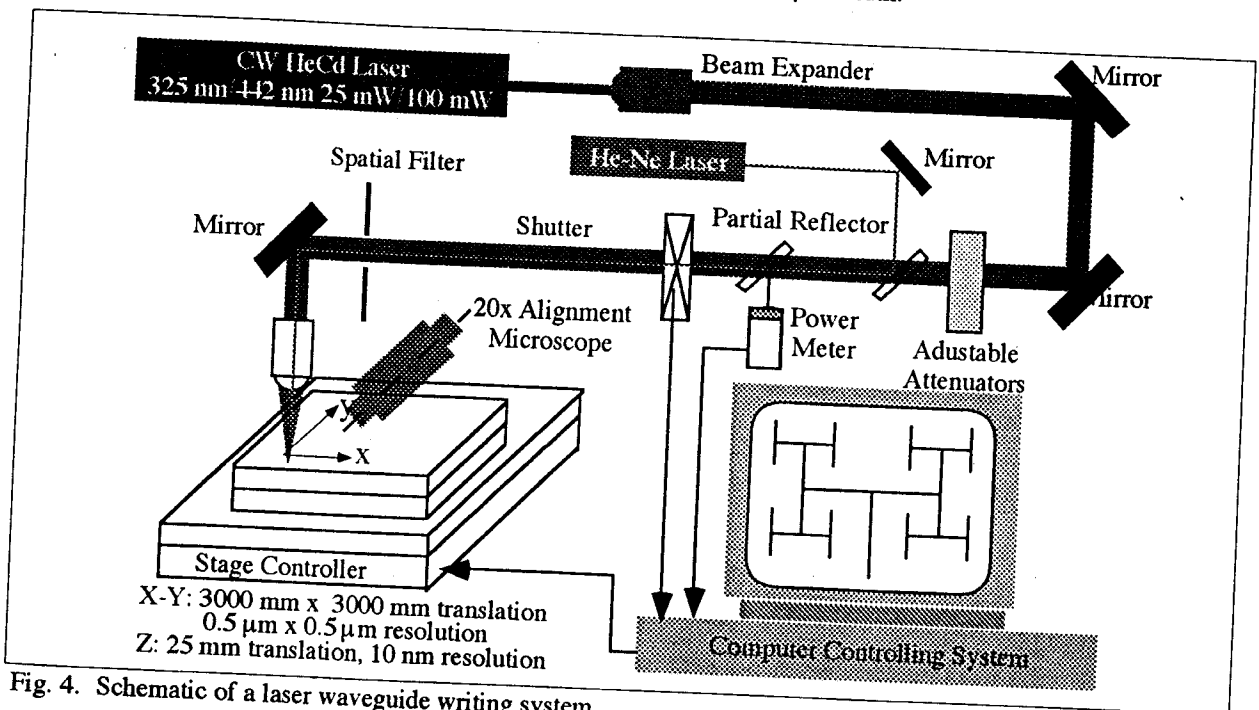 CW HeCd Laser
325 nm/442 nm 25 mW/100 mW
Beam Expander
Mirror
Spatial Filter
He-Ne Laser
Mirror
Mirror
Shutter
Partial Reflector
Mirror
20x Alignment
Microscope
Power
Meter
Adustable
Attenuators
y
x
Stage Controller
X-Y: 3000 mm x 3000 mm translation
0.5 µm x 0.5µm resolution
Z: 25 mm translation, 10 nm resolution
Computer Controlling System
Fig. 4. Schematic of a laser waveguide writing system